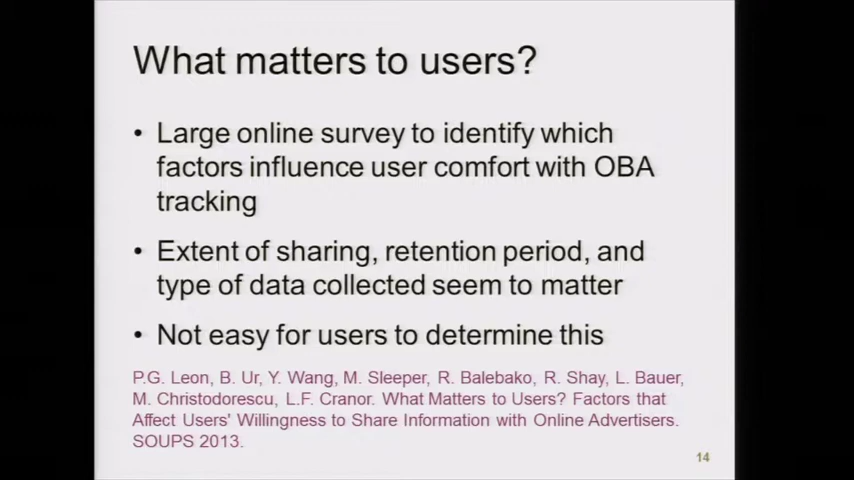 What matters to users?
• Large online survey to identify which
factors influence user comfort with OBA
tracking
• Extent of sharing, retention period, and
type of data collected seem to matter
• Not easy for users to determine this
P.G. Leon, B. Ur, Y. Wang, M. Sleeper, R. Balebako, R. Shay, L. Bauer,
M. Christodorescu, L.F. Cranor. What Matters to Users? Factors that
Affect Users' Willingness to Share Information with Online Advertisers.
SOUPS 2013.
14